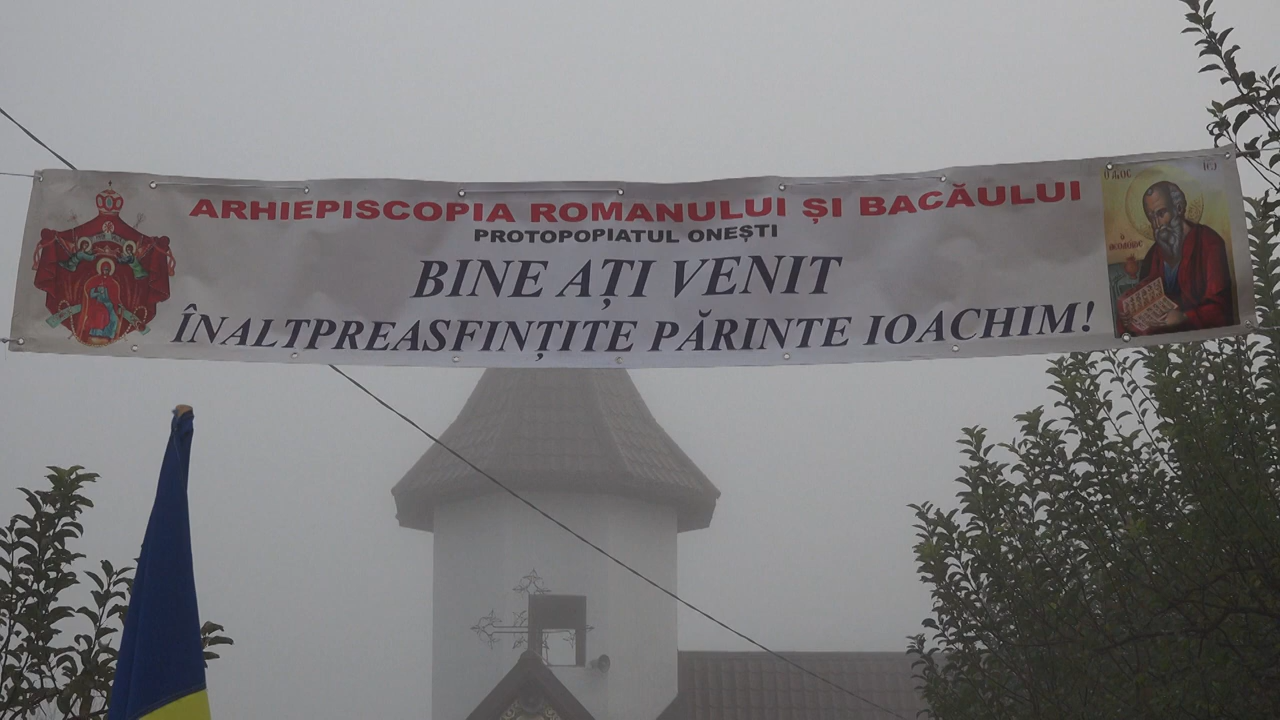 ARHIEPISCOPIA ROMANULUI ȘI BACĂULUI
PROTOPOPIATUL ONEȘTI
BINE AȚI VENIT
ÎNALTPREASFINȚITE PĂRINTE IOACHIM!